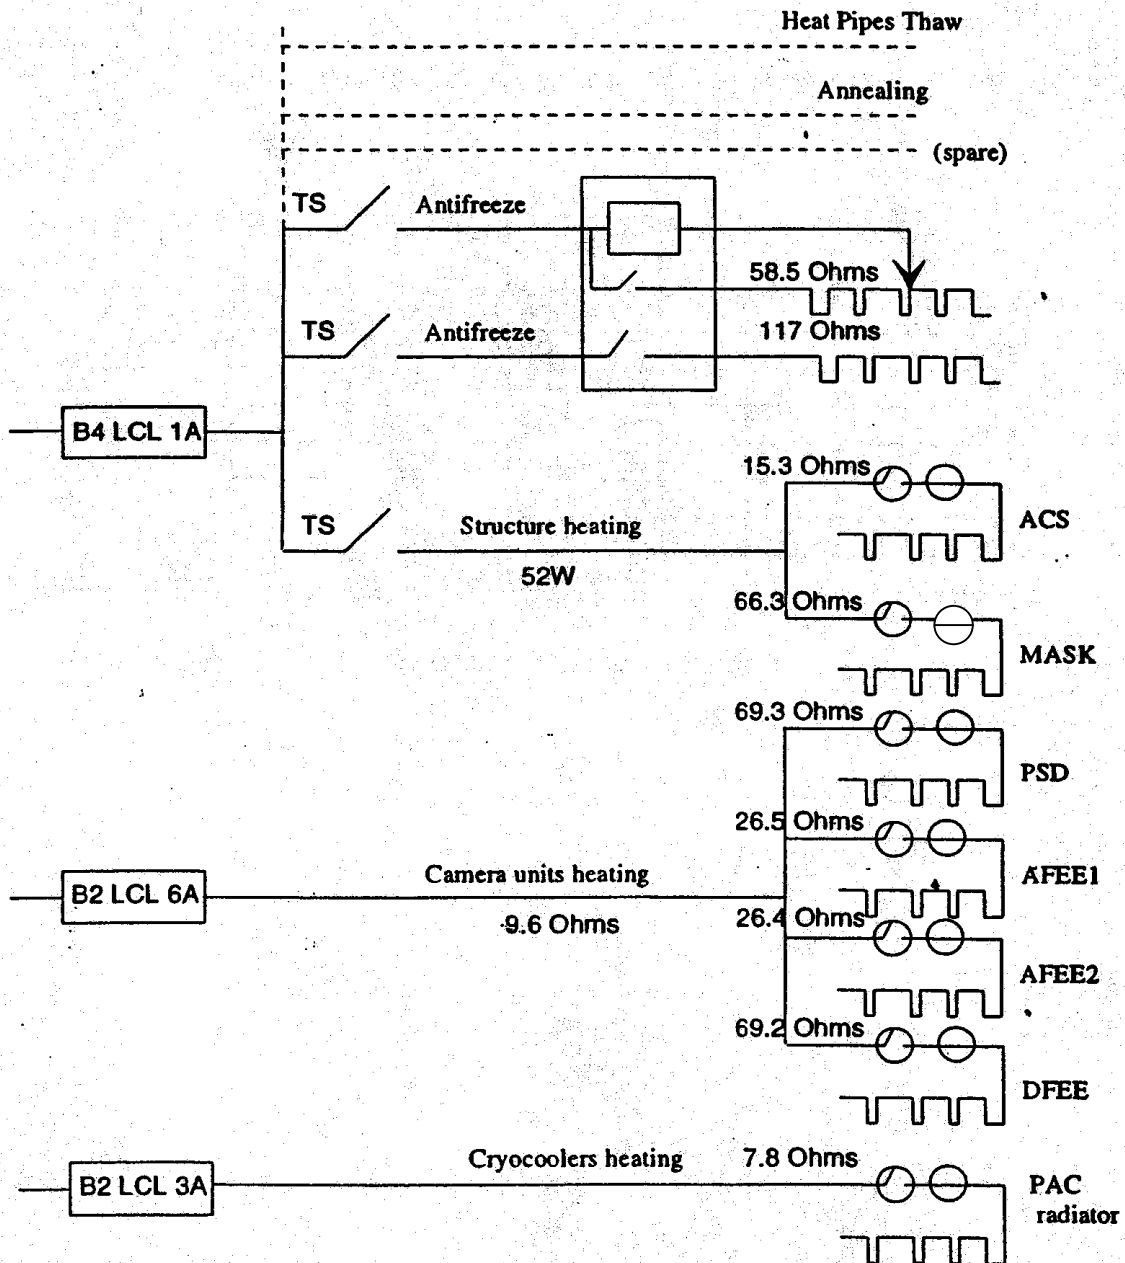 Heat Pipes Thaw
Annealing
(spare)
TS
Antifreeze
58.5 Ohms
TS
Antifreeze
117 Ohms
B4 LCL 1A
15.3 Ohms
ACS
TS
Structure heating
52W
66.3 Ohms
MASK
69.3 Ohms
PSD
26.5 Ohms
AFEE1
B2 LCL 6A
Camera units heating
9.6 Ohms
26.4 Ohms
AFEE2
69.2 Ohms
DFEE
B2 LCL 3A
Cryocoolers heating
7.8 Ohms
PAC
radiator